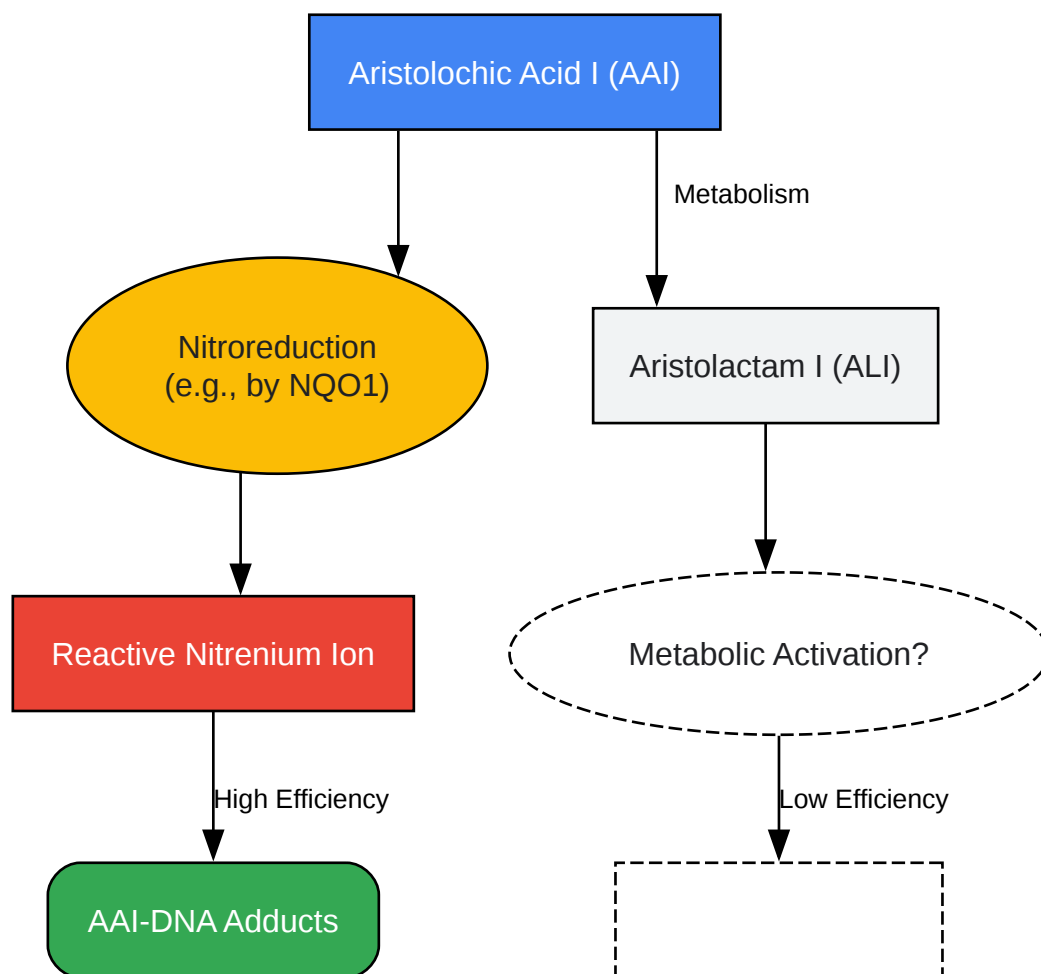 Aristolochic Acid I (AAI)
Metabolism
Nitroreduction
(e.g., by NQO1)
Aristolactam I (ALI)
Reactive Nitrenium Ion
Metabolic Activation?
High Efficiency
Low Efficiency
AAI-DNA Adducts